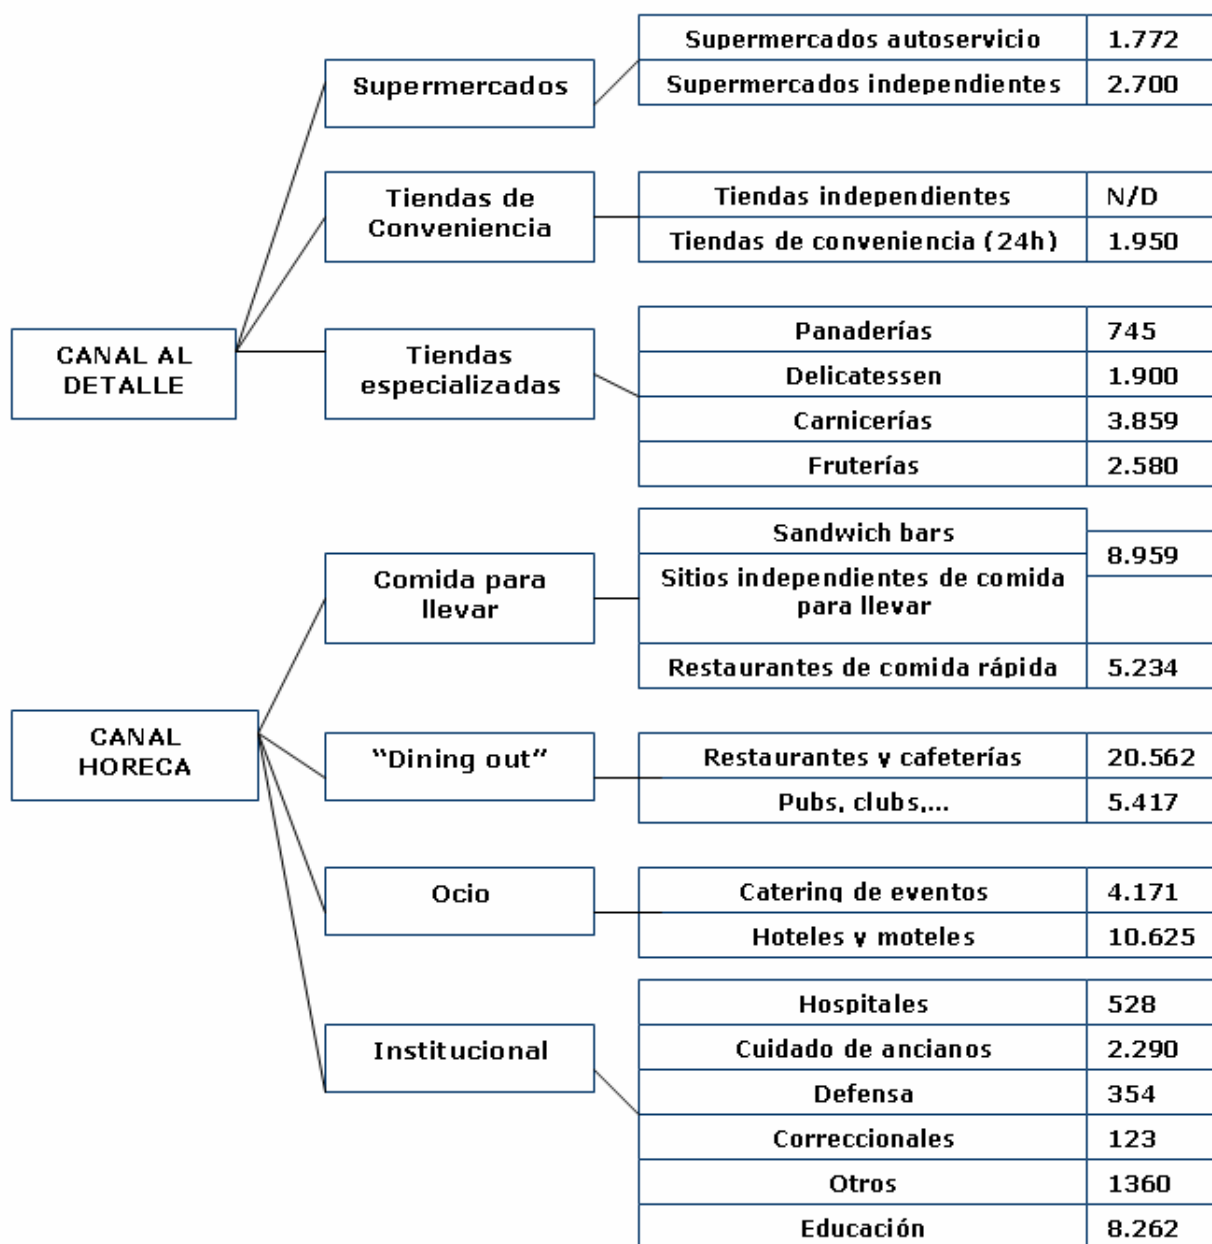 Supermercados autoservicio 1.772
Supermercados
Supermercados independientes 2.700
Tiendas de
Conveniencia
Tiendas independientes N/D
Tiendas de conveniencia (24h) 1.950
CANAL AL
DETALLE
Tiendas
especializadas
Panaderías 745
Delicatessen 1.900
Carnicerías 3.859
Fruterías 2.580
Comida para
llevar
Sandwich bars
8.959
Sitios independientes de comida
para llevar
Restaurantes de comida rápida 5.234
CANAL
HORECA
“Dining out”
Restaurantes y cafeterías 20.562
Pubs, clubs,... 5.417
Ocio
Catering de eventos 4.171
Hoteles y moteles 10.625
Institucional
Hospitales 528
Cuidado de ancianos 2.290
Defensa 354
Correccionales 123
Otros 1360
Educación 8.262